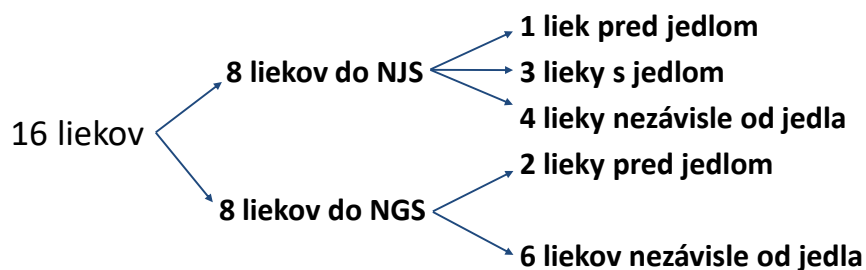 16 liekov
8 liekov do NJS
1 liek pred jedlom
3 lieky s jedlom
4 lieky nezávisle od jedla
8 liekov do NGS
2 lieky pred jedlom
6 liekov nezávisle od jedla